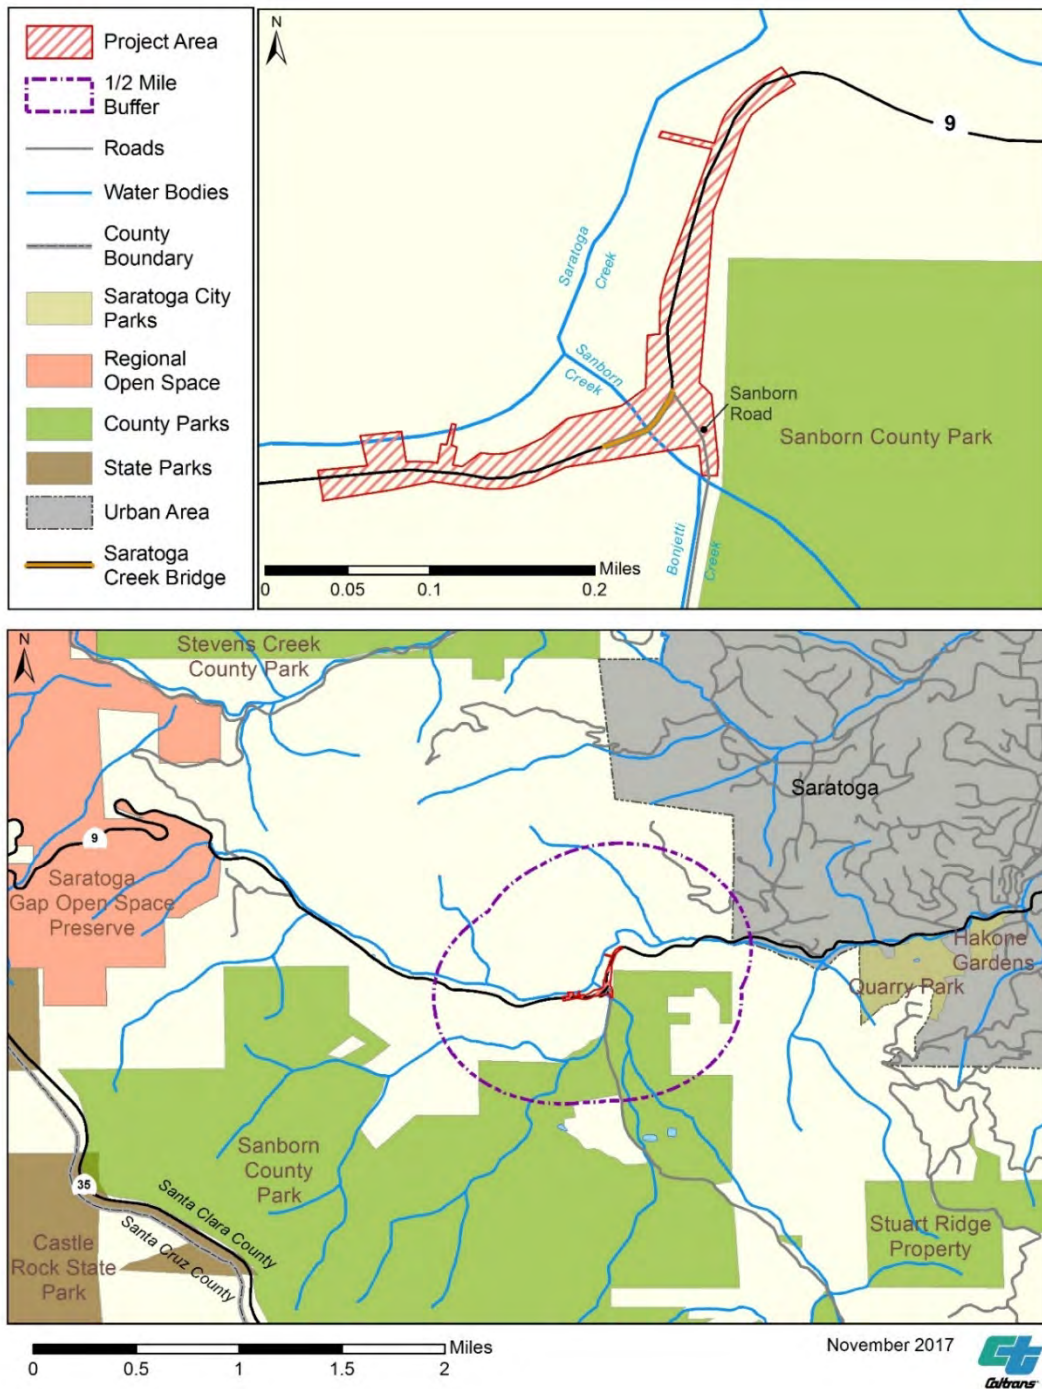 Project Area
1/2 Mile
Buffer
Roads
Water Bodies
County
Boundary
Saratoga City
Parks
Regional
Open Space
County Parks
State Parks
Urban Area
Saratoga
Creek Bridge
N
9
Saratoga
Creek
Sanborn
Creek
Sanborn
Road
Sanborn County Park
Bonjetti
Creek
Miles
0 0.05 0.1 0.2
N
Stevens Creek
County Park
Saratoga
9
Saratoga
Gap Open Space
Preserve
Hakone
Gardens
Quarry Park
Sanborn
County
Park
35
Santa Clara County
Santa Cruz County
Castle
Rock State
Park
Stuart Ridge
Property
Miles
0 0.5 1 1.5 2
November 2017
Caltrans